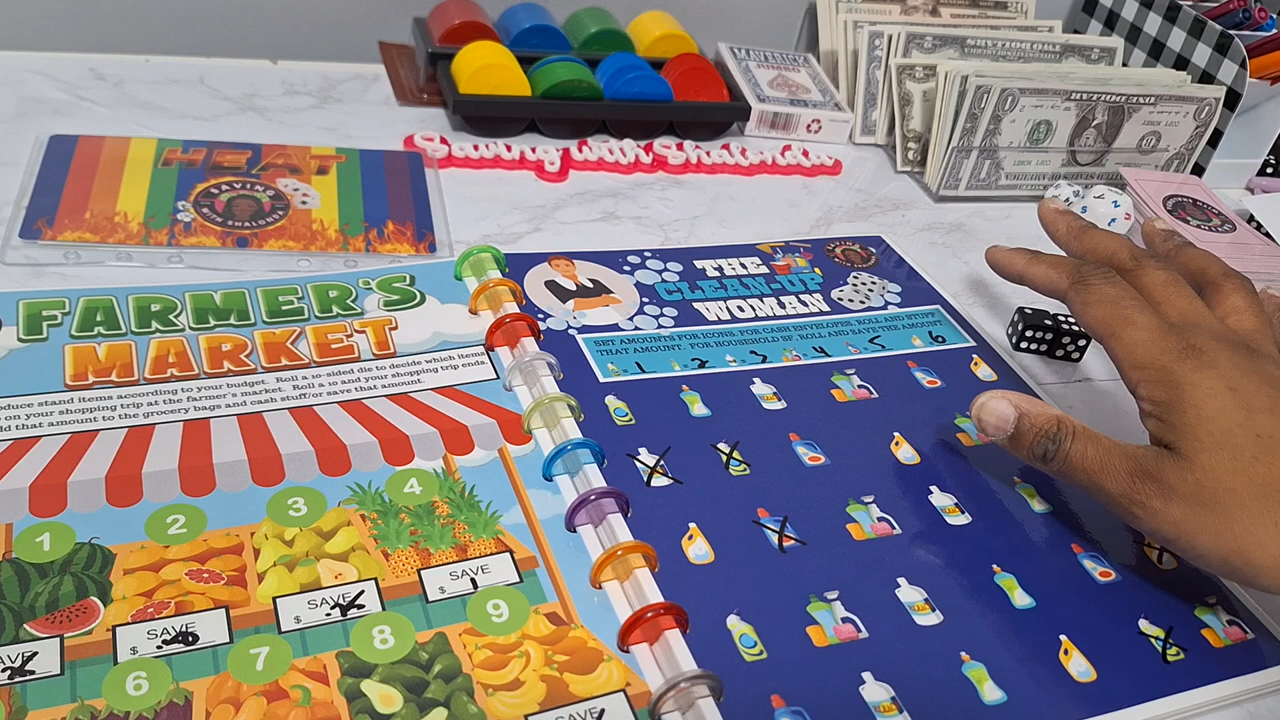 MAVERICK
JUMBO
TWO DOLLARS
ONE DOLLAR
COPY MONEY
Saving with Shalonda
HEAT
SAVING
WITH SHALONDA
FARMER'S
MARKET
oduce stand items according to your budget. Roll a 10-sided die to decide which items
on your shopping trip at the farmer's market. Roll a 10 and your shopping trip ends.
dd that amount to the grocery bags and cash stuff/or save that amount.
1
2
3
4
SAVE
$
SAVE
$
SAVE
$
6
7
8
9
SAVE
THE
CLEAN-UP
WOMAN
SET AMOUNTS FOR ICONS. FOR CASH ENVELOPES, ROLL AND STUFF
THAT AMOUNT. FOR HOUSEHOLD SF, ROLL AND SAVE THE AMOUNT
1 2 3 4 5 6